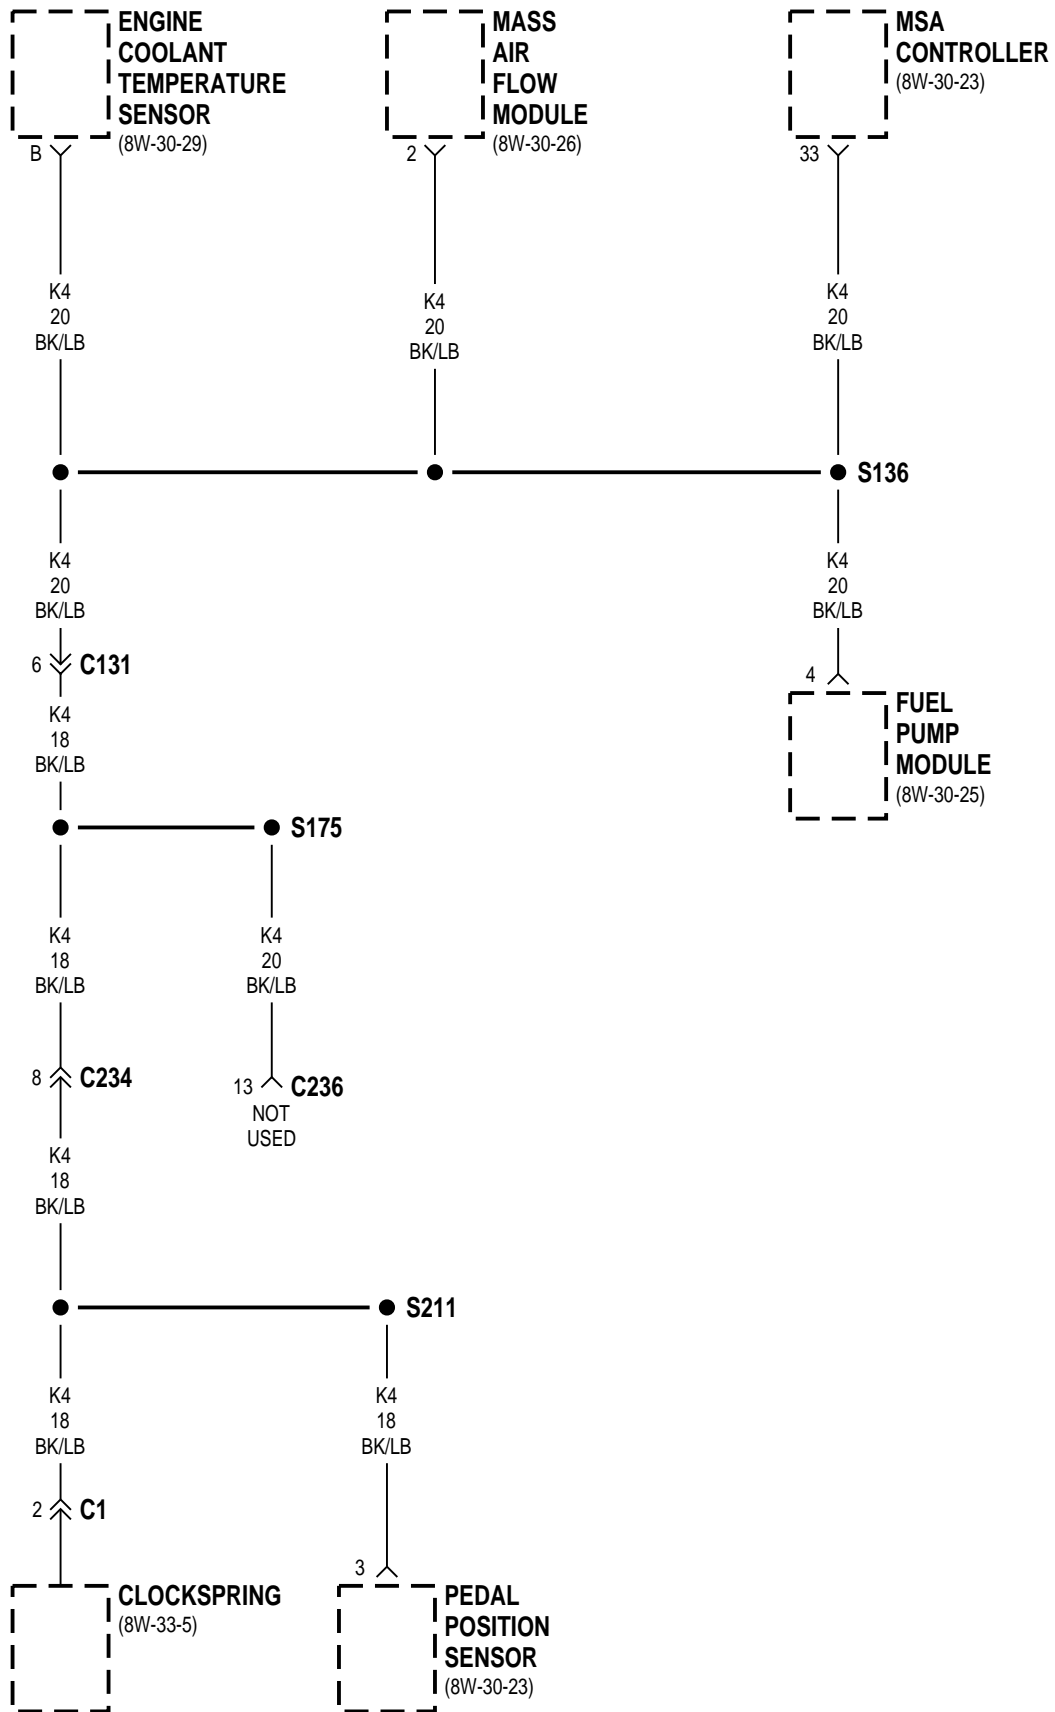 ENGINE
COOLANT
TEMPERATURE
SENSOR
(8W-30-29)
MASS
AIR
FLOW
MODULE
(8W-30-26)
MSA
CONTROLLER
(8W-30-23)
B
2
33
K4
20
BK/LB
K4
20
BK/LB
K4
20
BK/LB
S136
K4
20
BK/LB
K4
20
BK/LB
6
C131
4
FUEL
PUMP
MODULE
(8W-30-25)
K4
18
BK/LB
S175
K4
18
BK/LB
K4
20
BK/LB
8
C234
13
C236
NOT
USED
K4
18
BK/LB
S211
K4
18
BK/LB
K4
18
BK/LB
2
C1
3
CLOCKSPRING
(8W-33-5)
PEDAL
POSITION
SENSOR
(8W-30-23)